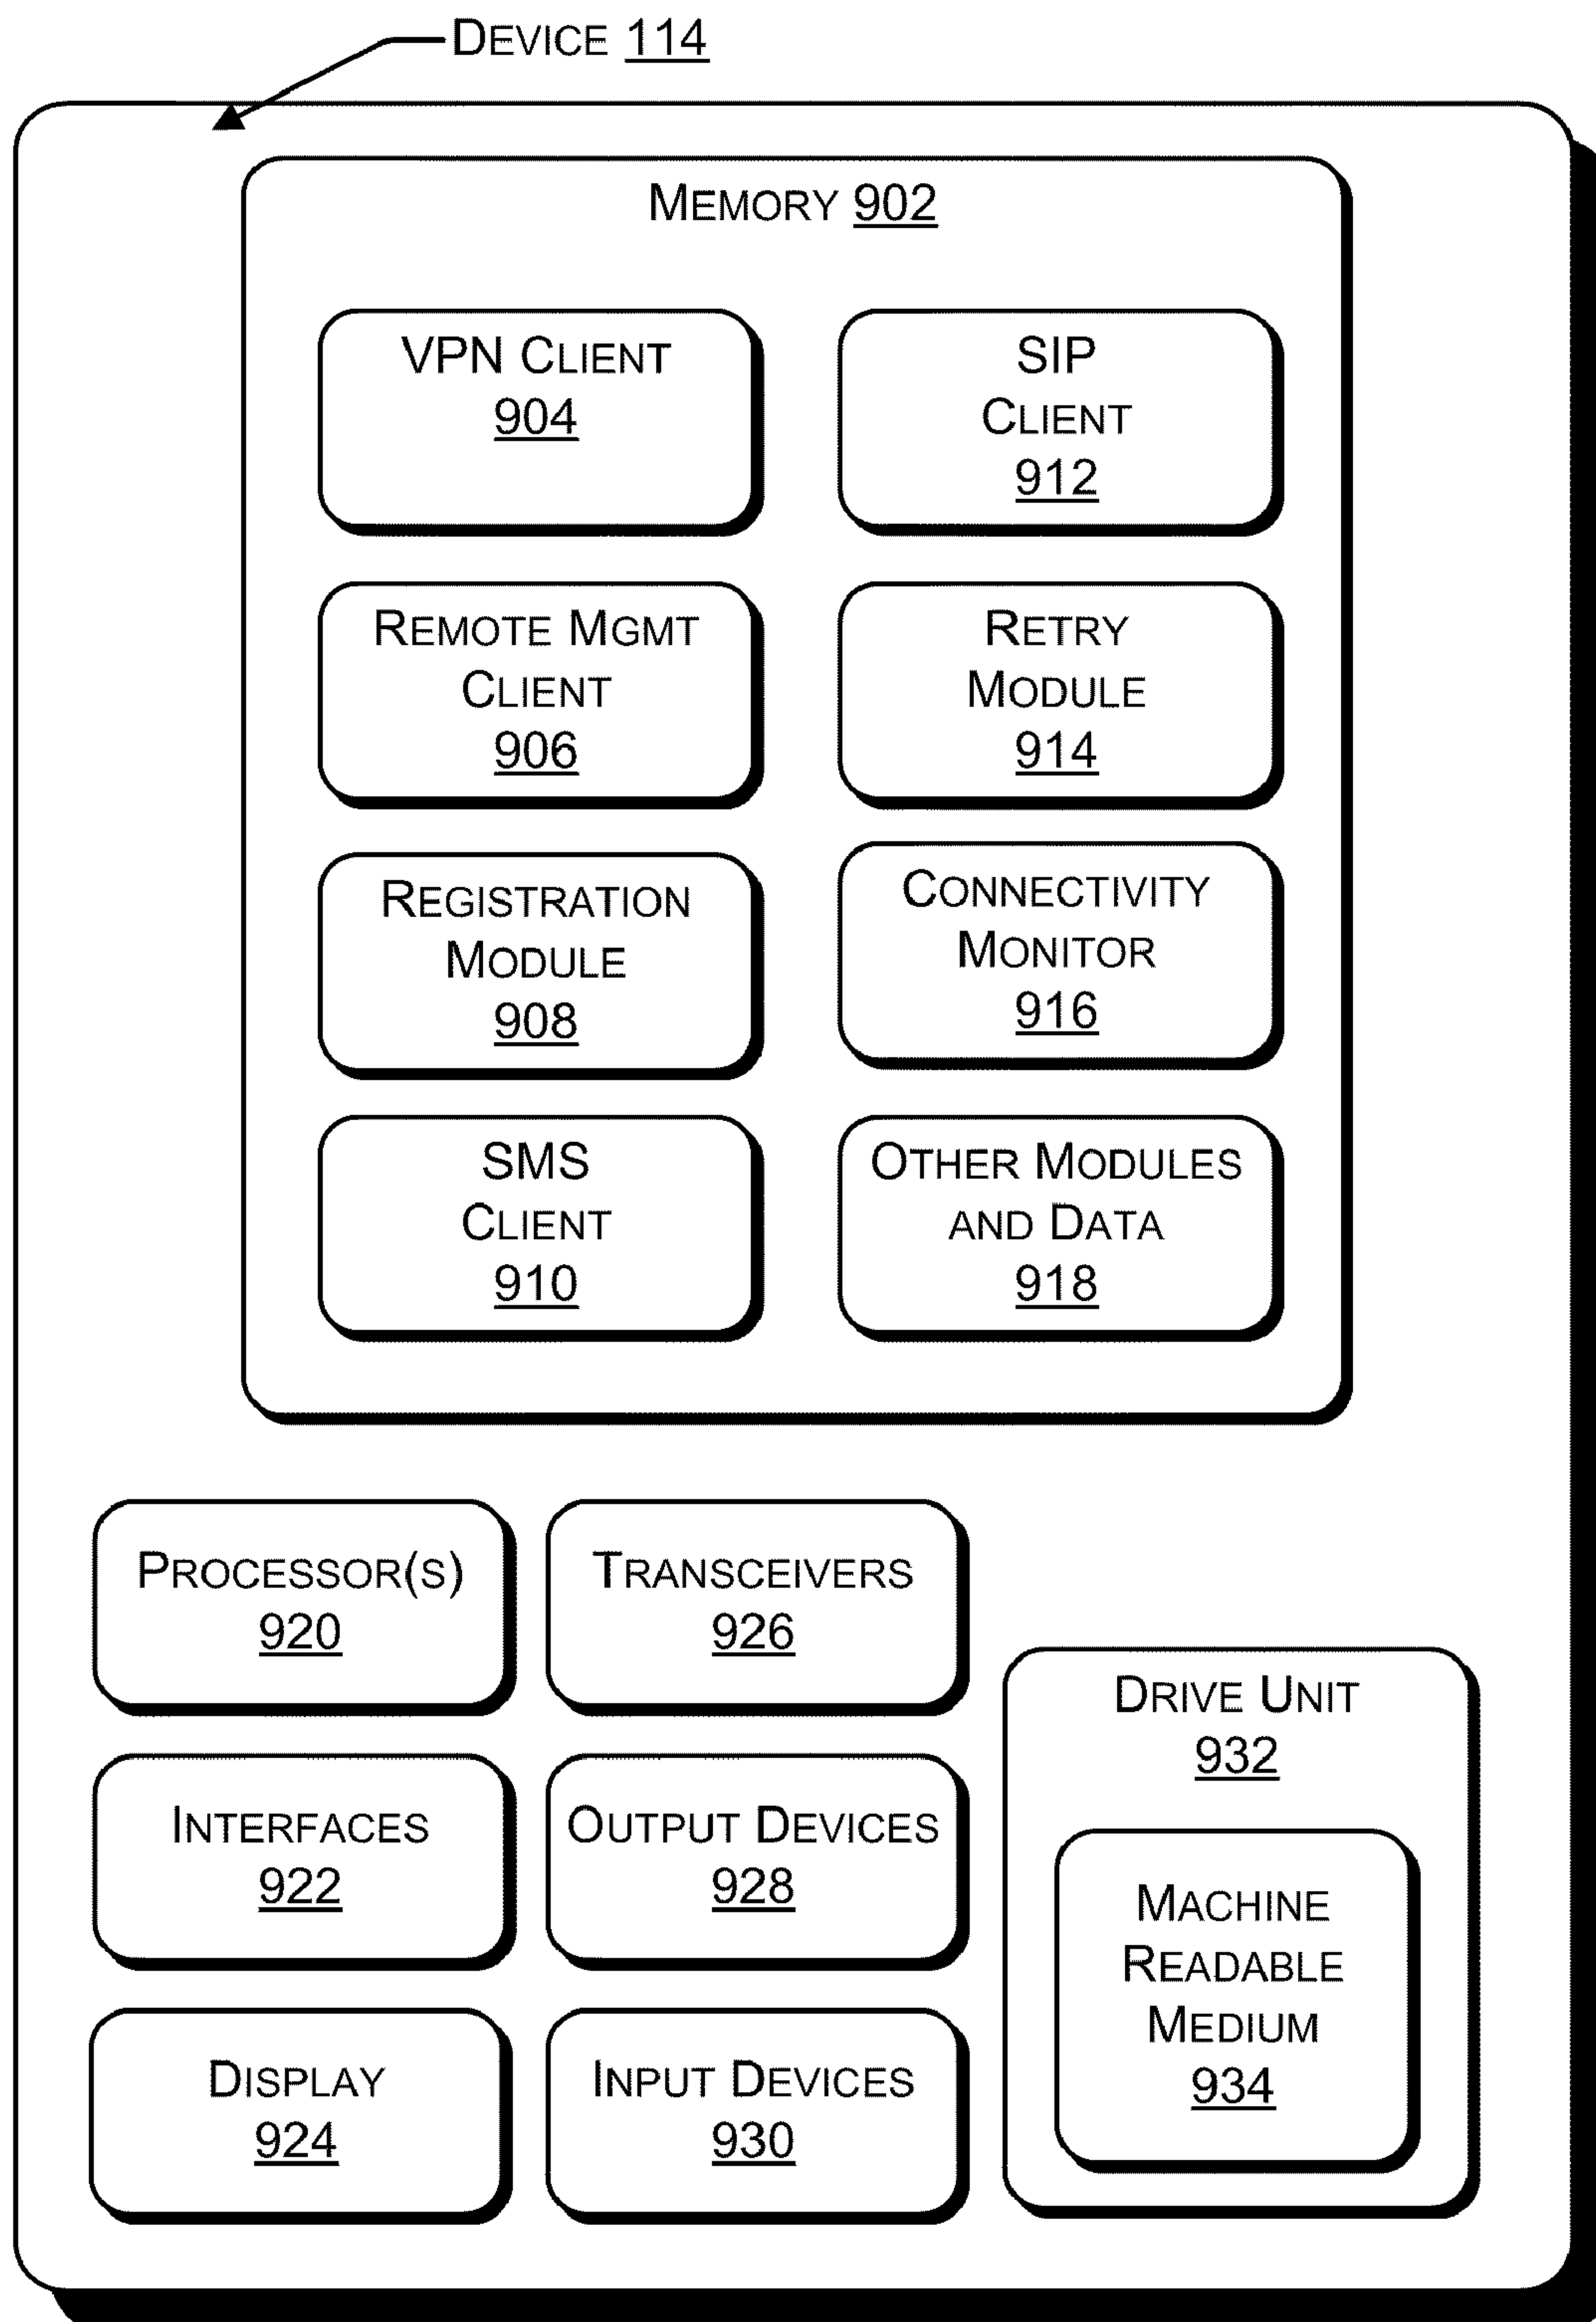 DEVICE 114
MEMORY 902
VPN CLIENT
904
SIP
CLIENT
912
REMOTE MGMT
CLIENT
906
RETRY
MODULE
914
REGISTRATION
MODULE
908
CONNECTIVITY
MONITOR
916
SMS
CLIENT
910
OTHER MODULES
AND DATA
918
PROCESSOR(S)
920
TRANSCEIVERS
926
INTERFACES
922
OUTPUT DEVICES
928
DISPLAY
924
INPUT DEVICES
930
DRIVE UNIT
932
MACHINE
READABLE
MEDIUM
934